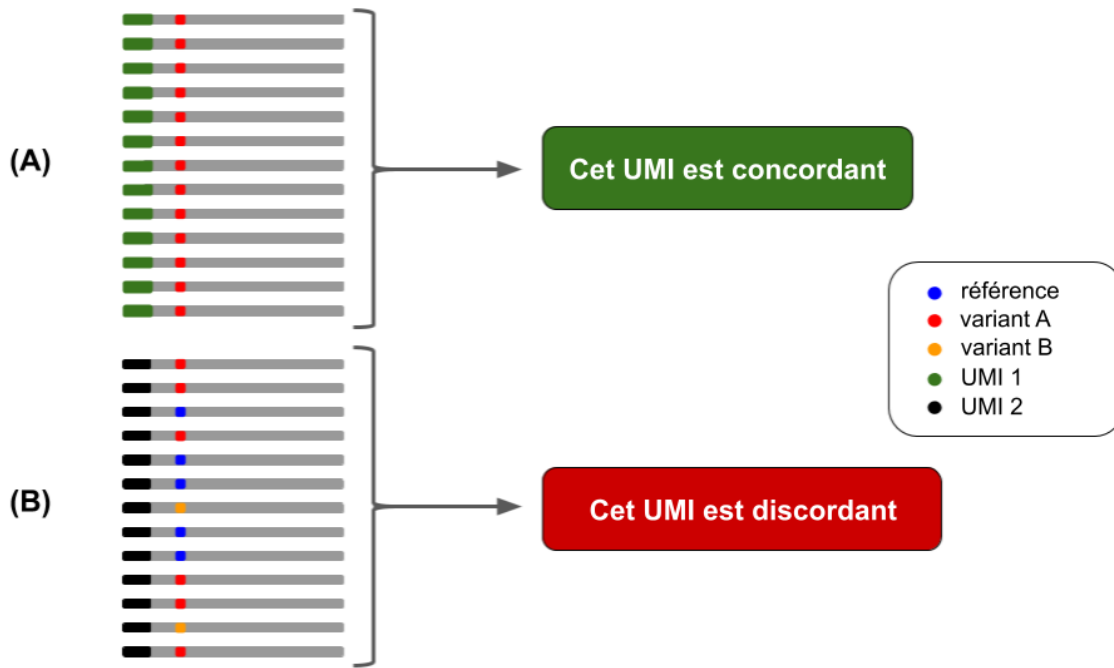 (A)
Cet UMI est concordant
référence
variant A
variant B
UMI 1
UMI 2
(B)
Cet UMI est discordant